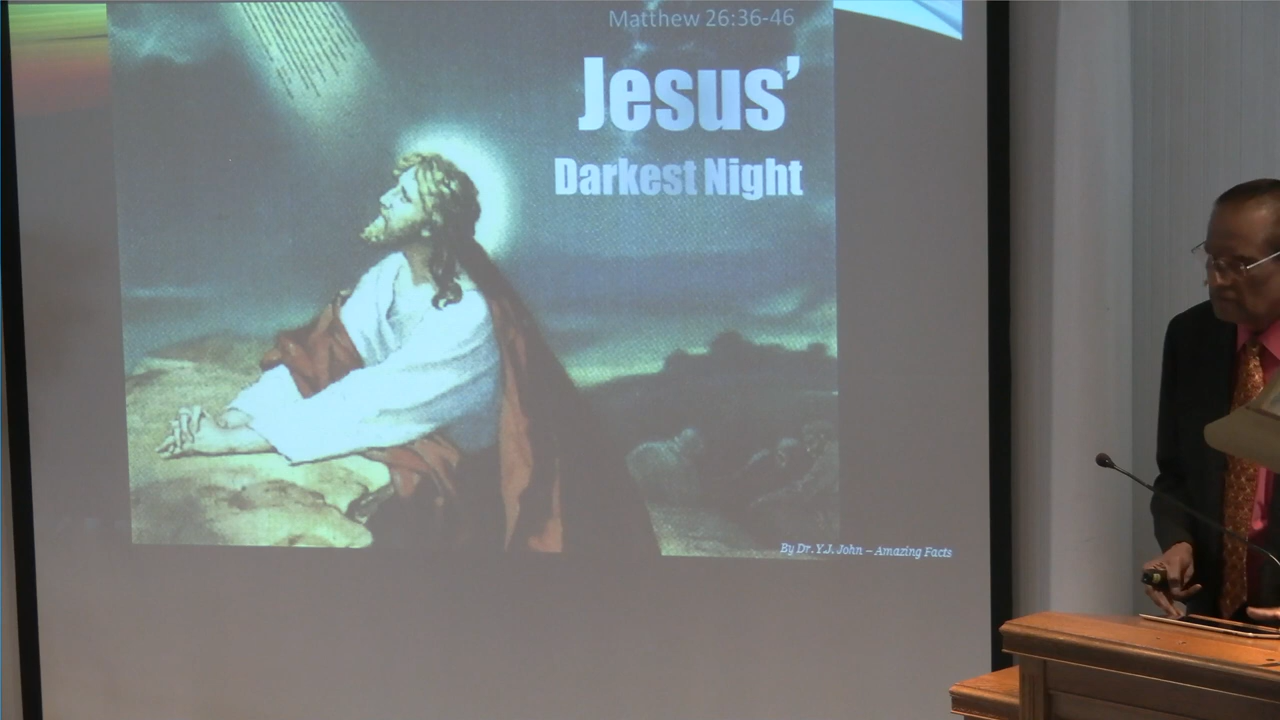 Matthew 26:36-46
Jesus’
Darkest Night
By Dr. Y.J. John – Amazing Facts